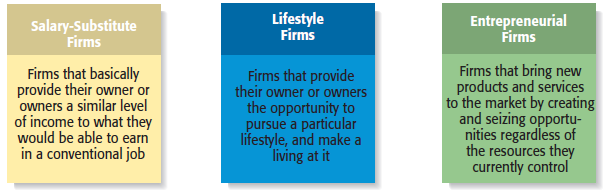 Salary-Substitute
Firms
Firms that basically
provide their owner or
owners a similar level
of income to what they
would be able to earn
in a conventional job
Lifestyle
Firms
Firms that provide
their owner or owners
the opportunity to
pursue a particular
lifestyle, and make a
living at it
Entrepreneurial
Firms
Firms that bring new
products and services
to the market by creating
and seizing opportu-
nities regardless of
the resources they
currently control